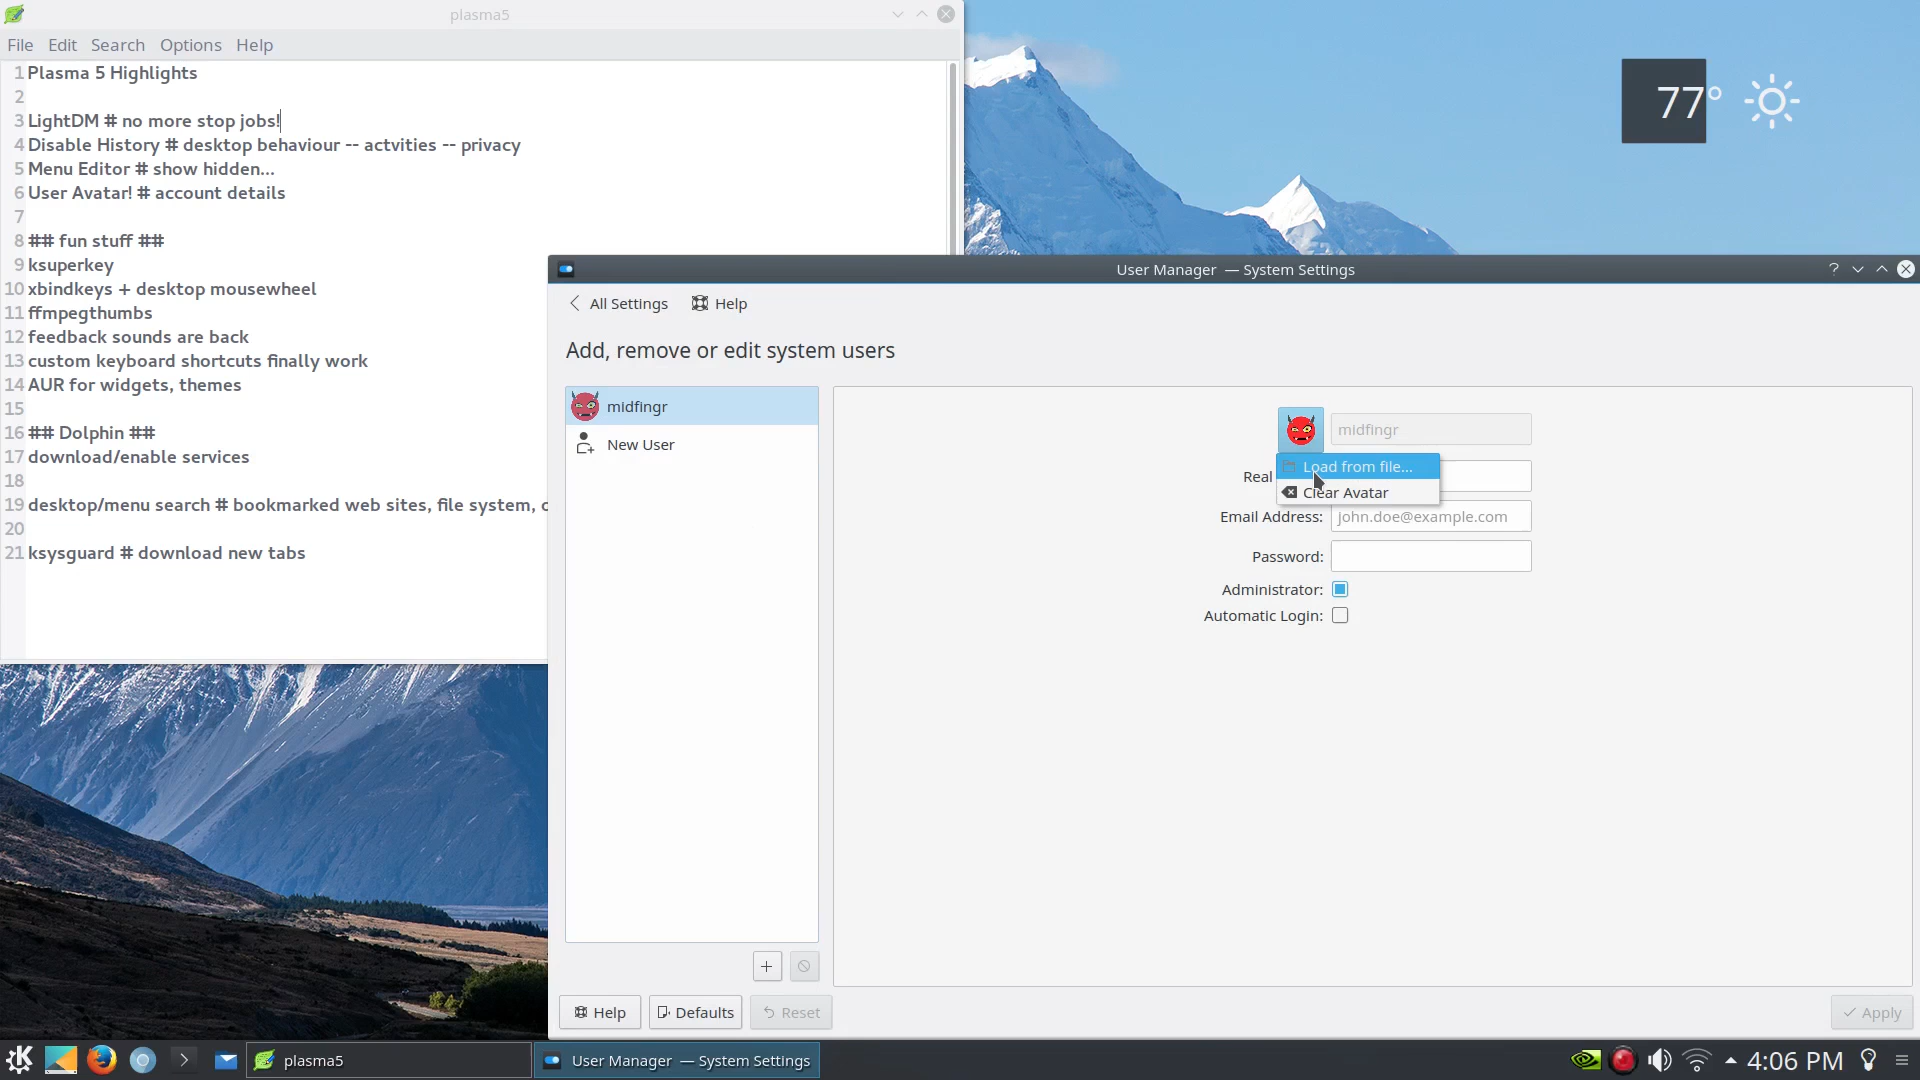 plasma5
File Edit Search Options Help
1 Plasma 5 Highlights
2
3 LightDM # no more stop jobs!
4 Disable History # desktop behaviour -- actvities -- privacy
5 Menu Editor # show hidden...
6 User Avatar! # account details
7
8 ## fun stuff ##
9 ksuperkey
10 xbindkeys + desktop mousewheel
11 ffmpegthumbs
12 feedback sounds are back
13 custom keyboard shortcuts finally work
14 AUR for widgets, themes
15
16 ## Dolphin ##
17 download/enable services
18
19 desktop/menu search # bookmarked web sites, file system,
20
21 ksysguard # download new tabs
77°
User Manager — System Settings
All Settings Help
Add, remove or edit system users
midfingr
New User
midfingr
Load from file...
Real
Clear Avatar
Email Address: john.doe@example.com
Password:
Administrator:
Automatic Login:
Help Defaults Reset Apply
plasma5 User Manager — System Settings 4:06 PM